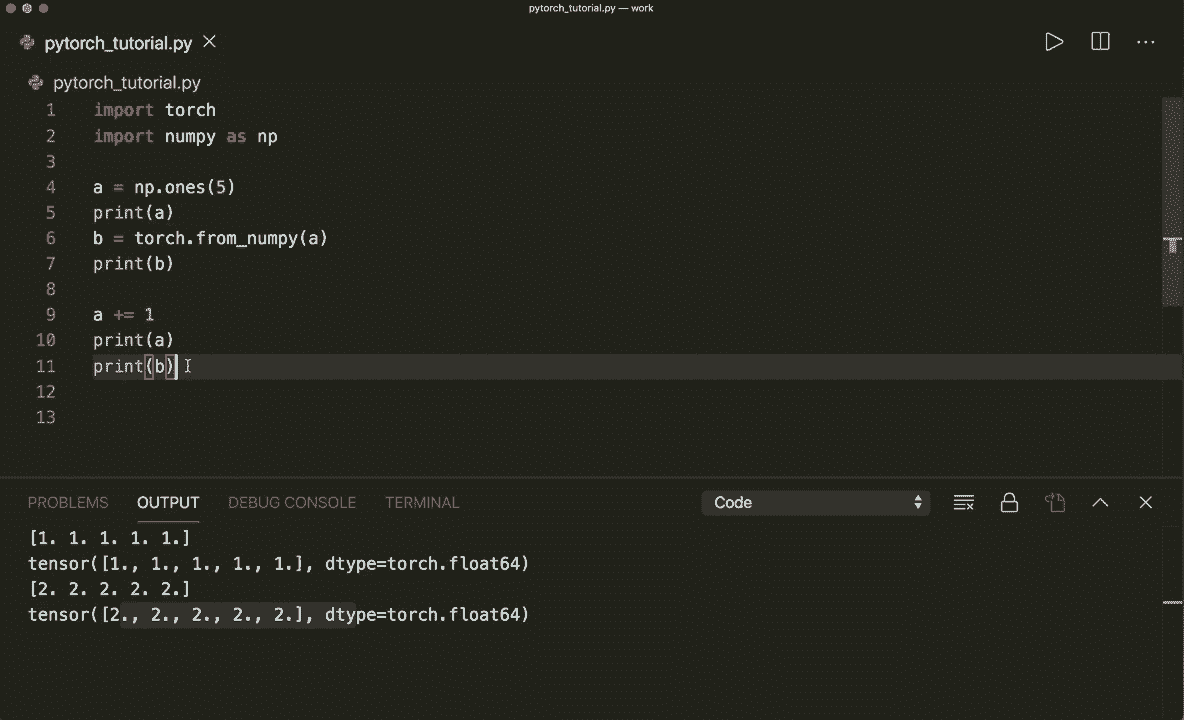 pytorch_tutorial.py — work
pytorch_tutorial.py
pytorch_tutorial.py
1 import torch
2 import numpy as np
3
4 a = np.ones(5)
5 print(a)
6 b = torch.from_numpy(a)
7 print(b)
8
9 a += 1
10 print(a)
11 print(b)
12
13
PROBLEMS OUTPUT DEBUG CONSOLE TERMINAL Code
[1. 1. 1. 1. 1.]
tensor([1., 1., 1., 1., 1.], dtype=torch.float64)
[2. 2. 2. 2. 2.]
tensor([2., 2., 2., 2., 2.], dtype=torch.float64)